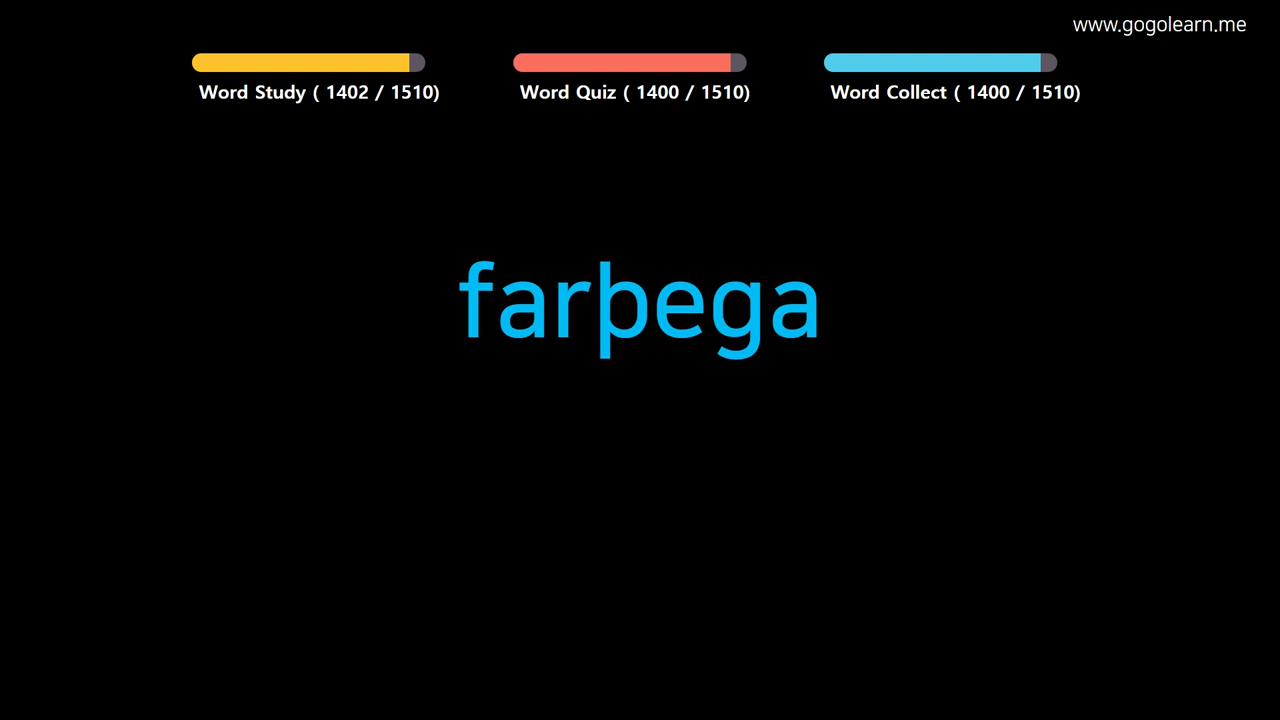 www.gogolearn.me
Word Study ( 1402 / 1510)
Word Quiz ( 1400 / 1510)
Word Collect ( 1400 / 1510)
farþega